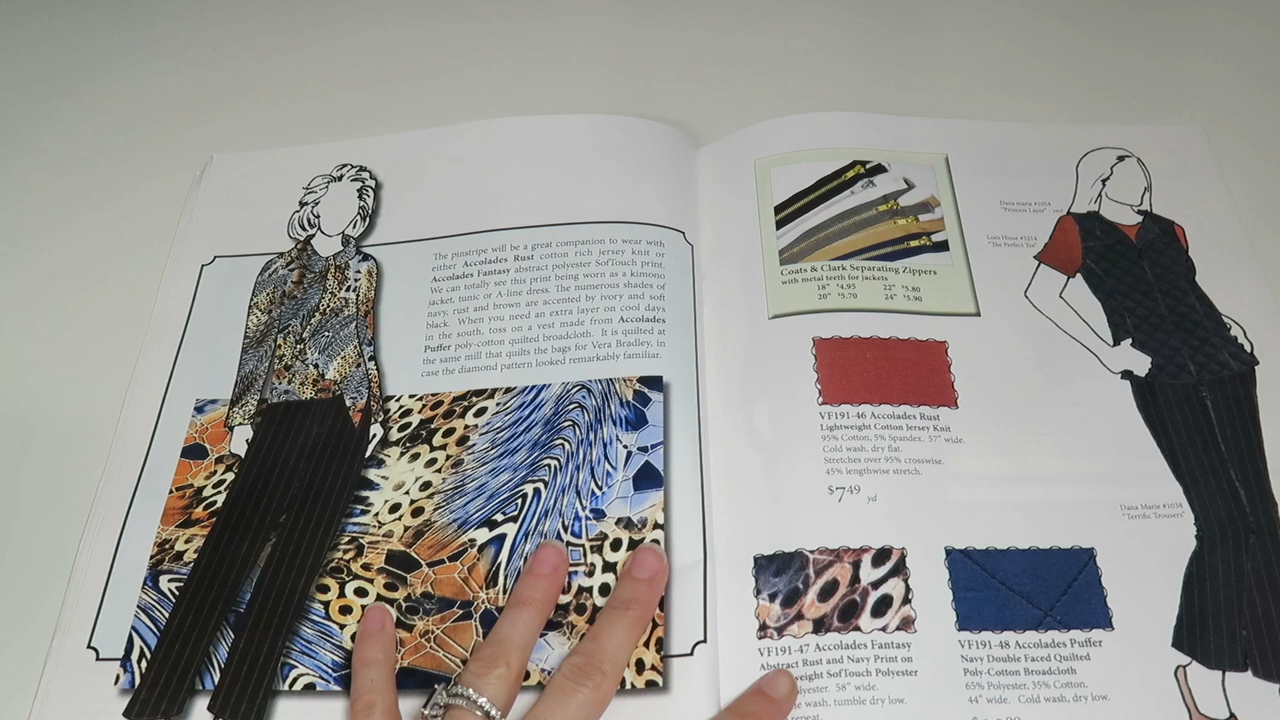 The pinstripe will be a great companion to wear with
either Accolades Rust cotton rich jersey knit or
Accolades Fantasy abstract polyester SofTouch print.
We can totally see this print being worn as a kimono
jacket, tunic or A-line dress. The numerous shades of
navy, rust and brown are accented by ivory and soft
black. When you need an extra layer on cool days
in the south, toss on a vest made from Accolades
Puffer poly-cotton quilted broadcloth. It is quilted at
the same mill that quilts the bags for Vera Bradley, in
case the diamond pattern looked remarkably familiar.
Coats & Clark Separating Zippers
with metal teeth for jackets
18" $4.95 22" $5.80
20" $5.70 24" $5.90
Dana marie #1054
"Princess Layer"
Loes Hinse #5214
"The Perfect Tee"
VF191-46 Accolades Rust
Lightweight Cotton Jersey Knit
95% Cotton, 5% Spandex. 57" wide.
Cold wash, dry flat.
Stretches over 95% crosswise.
45% lengthwise stretch.
$7.49 yd
Dana Marie #1038
"Terrific Trousers"
VF191-47 Accolades Fantasy
Abstract Rust and Navy Print on
SofTouch Polyester
58" wide.
wash, tumble dry low.
repeat.
VF191-48 Accolades Puffer
Navy Double Faced Quilted
Poly-Cotton Broadcloth
65% Polyester, 35% Cotton.
44" wide. Cold wash, dry low.